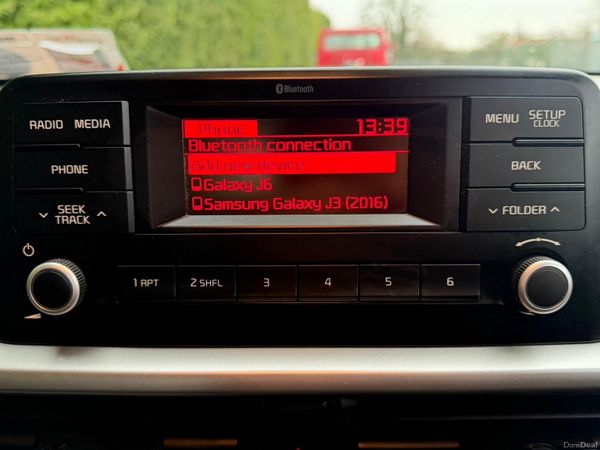 Bluetooth
RADIO MEDIA
PHONE
SEEK
TRACK
Phone 13:39
Bluetooth connection
Add new device
Galaxy J6
Samsung Galaxy J3 (2016)
MENU SETUP
CLOCK
BACK
FOLDER
1 APT 2 SHFL 3 4 5 6
DoneDeal